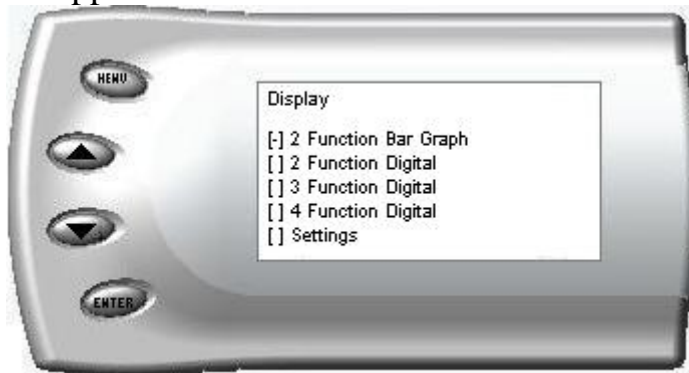 MENU
Display
[-] 2 Function Bar Graph
[ ] 2 Function Digital
[ ] 3 Function Digital
[ ] 4 Function Digital
[ ] Settings
ENTER